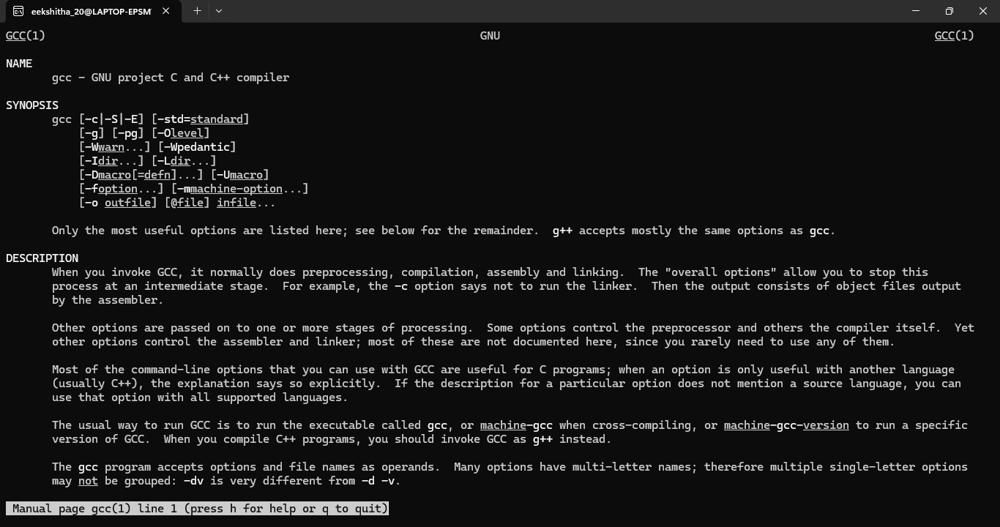 eekshitha_20@LAPTOP-EPSM
GCC(1) GNU GCC(1)
NAME
gcc - GNU project C and C++ compiler
SYNOPSIS
gcc [-c|-S|-E] [-std=standard]
[-g] [-pg] [-Olevel]
[-Wwarn...] [-Wpedantic]
[-Idir...] [-Ldir...]
[-Dmacro[=defn]...] [-Umacro]
[-foption...] [-mmachine-option...]
[-o outfile] [@file] infile...
Only the most useful options are listed here; see below for the remainder.  g++ accepts mostly the same options as gcc.
DESCRIPTION
When you invoke GCC, it normally does preprocessing, compilation, assembly and linking.  The "overall options" allow you to stop this
process at an intermediate stage.  For example, the -c option says not to run the linker.  Then the output consists of object files output
by the assembler.
Other options are passed on to one or more stages of processing.  Some options control the preprocessor and others the compiler itself.  Yet
other options control the assembler and linker; most of these are not documented here, since you rarely need to use any of them.
Most of the command-line options that you can use with GCC are useful for C programs; when an option is only useful with another language
(usually C++), the explanation says so explicitly.  If the description for a particular option does not mention a source language, you can
use that option with all supported languages.
The usual way to run GCC is to run the executable called gcc, or machine-gcc when cross-compiling, or machine-gcc-version to run a specific
version of GCC.  When you compile C++ programs, you should invoke GCC as g++ instead.
The gcc program accepts options and file names as operands.  Many options have multi-letter names; therefore multiple single-letter options
may not be grouped: -dv is very different from -d -v.
Manual page gcc(1) line 1 (press h for help or q to quit)